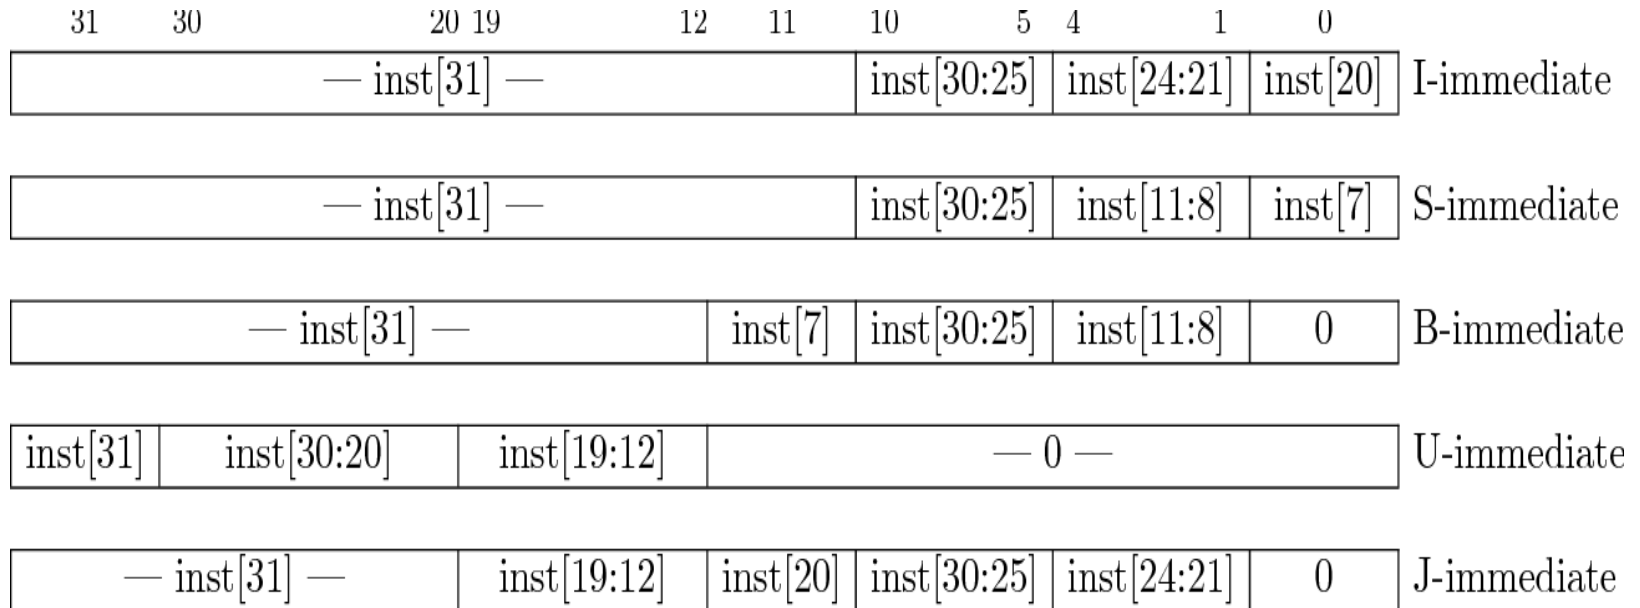 31 30 20 19 12 11 10 5 4 1 0
— inst[31] — inst[30:25] inst[24:21] inst[20] I-immediate
— inst[31] — inst[30:25] inst[11:8] inst[7] S-immediate
— inst[31] — inst[7] inst[30:25] inst[11:8] 0 B-immediate
inst[31] inst[30:20] inst[19:12] — 0 — U-immediate
— inst[31] — inst[19:12] inst[20] inst[30:25] inst[24:21] 0 J-immediate